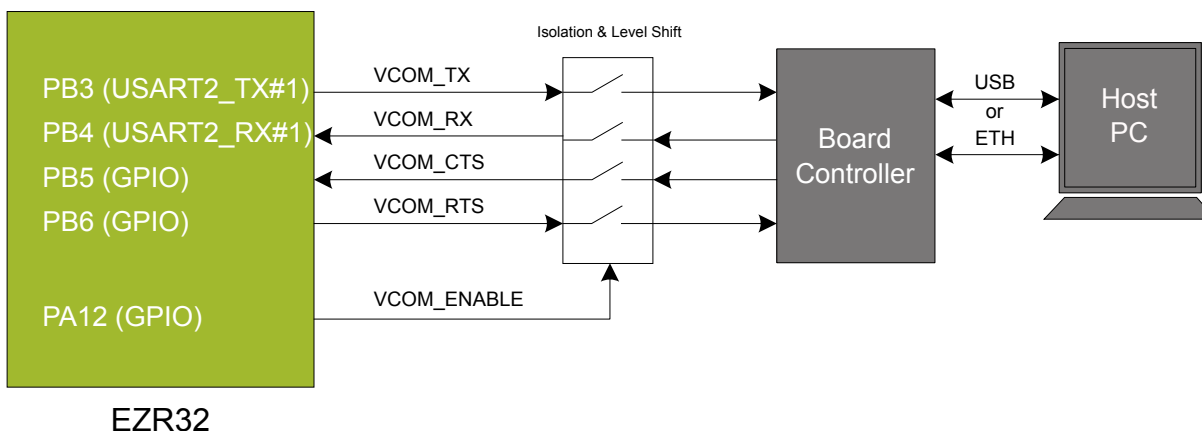 Isolation & Level Shift
PB3 (USART2_TX#1)
VCOM_TX
PB4 (USART2_RX#1)
VCOM_RX
PB5 (GPIO)
VCOM_CTS
PB6 (GPIO)
VCOM_RTS
PA12 (GPIO)
VCOM_ENABLE
Board
Controller
USB
or
ETH
Host
PC
EZR32